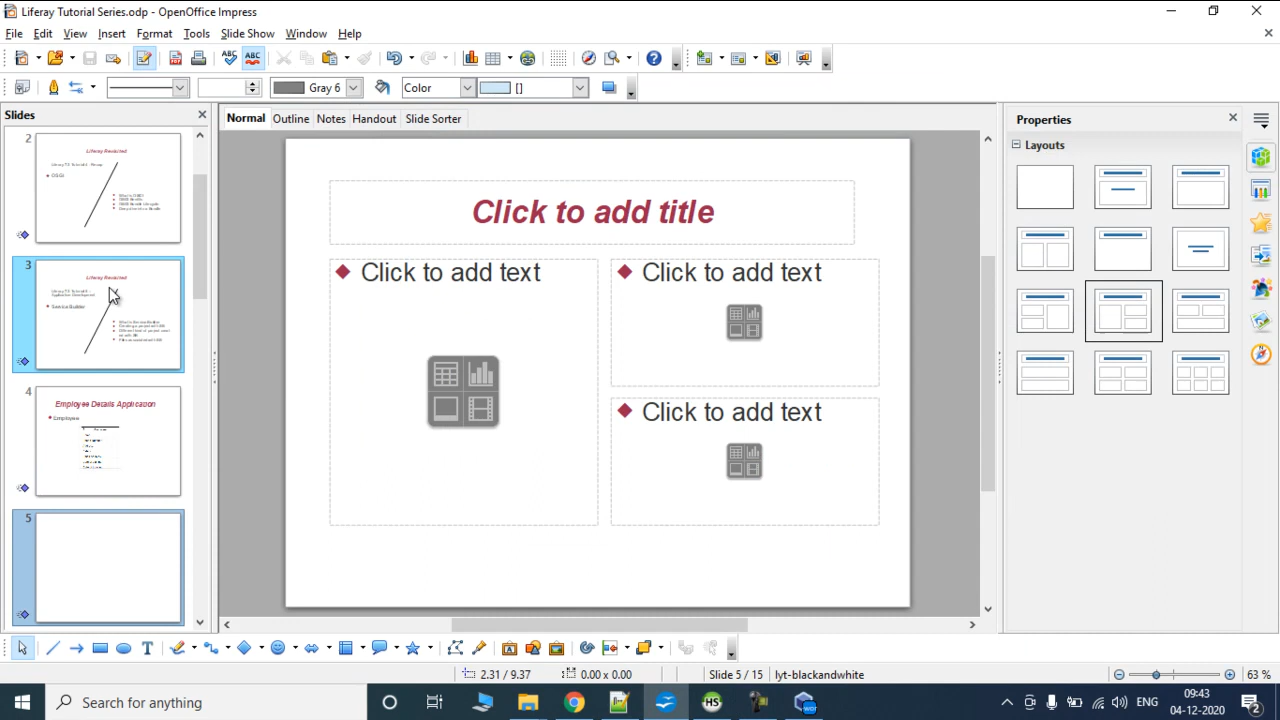 Liferay Tutorial Series.odp - OpenOffice Impress
File Edit View Insert Format Tools Slide Show Window Help
Gray 6 Color []
Slides
Normal Outline Notes Handout Slide Sorter
Properties
Layouts
2
Liferay Revisited
3
Liferay Revisited
4
Employee Details Application
Employee
5
Click to add title
Click to add text
Click to add text
Click to add text
2.31 / 9.37 0.00 x 0.00 Slide 5 / 15 lyt-blackandwhite 63 %
Search for anything
ENG
09:43
04-12-2020
2